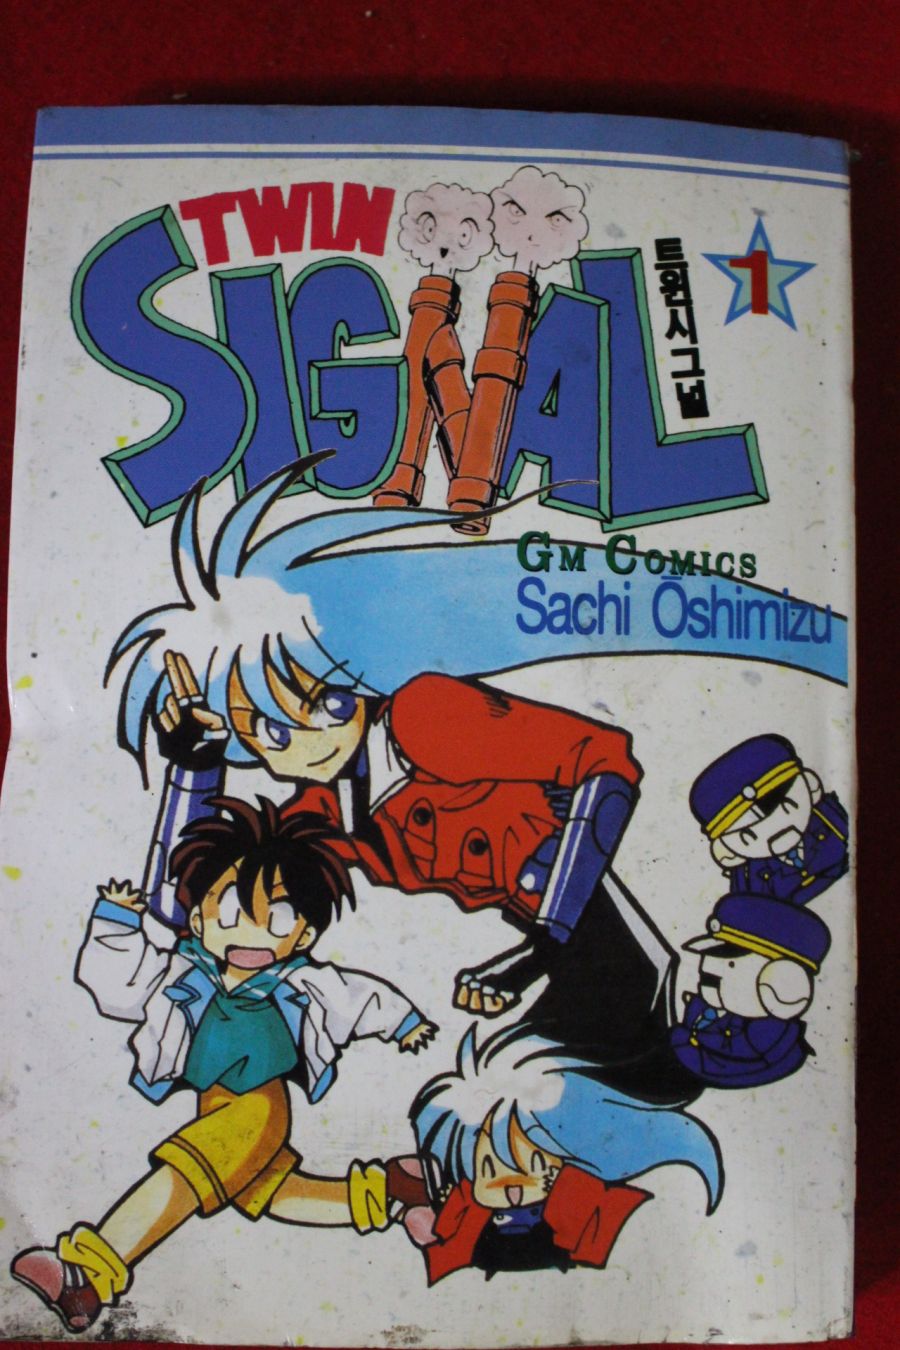 TWIN
SIGNAL
트윈시그널
1
GM COMICS
Sachi Ōshimizu